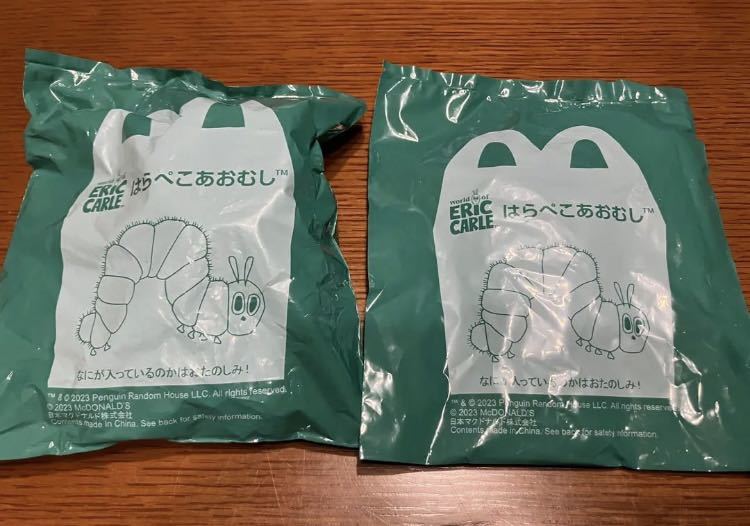 world of
ERIC
CARLE™
はらぺこあおむし™
なにが入っているのかはおたのしみ!
™ & © 2023 Penguin Random House LLC. All rights reserved.
© 2023 McDONALD'S
日本マクドナルド株式会社
Contents made in China. See back for safety information.
world of
ERIC
CARLE™
はらぺこあおむし™
なにが入っているのかはおたのしみ!
™ & © 2023 Penguin Random House LLC. All rights reserved.
© 2023 McDONALD'S
日本マクドナルド株式会社
Contents made in China. See back for safety information.